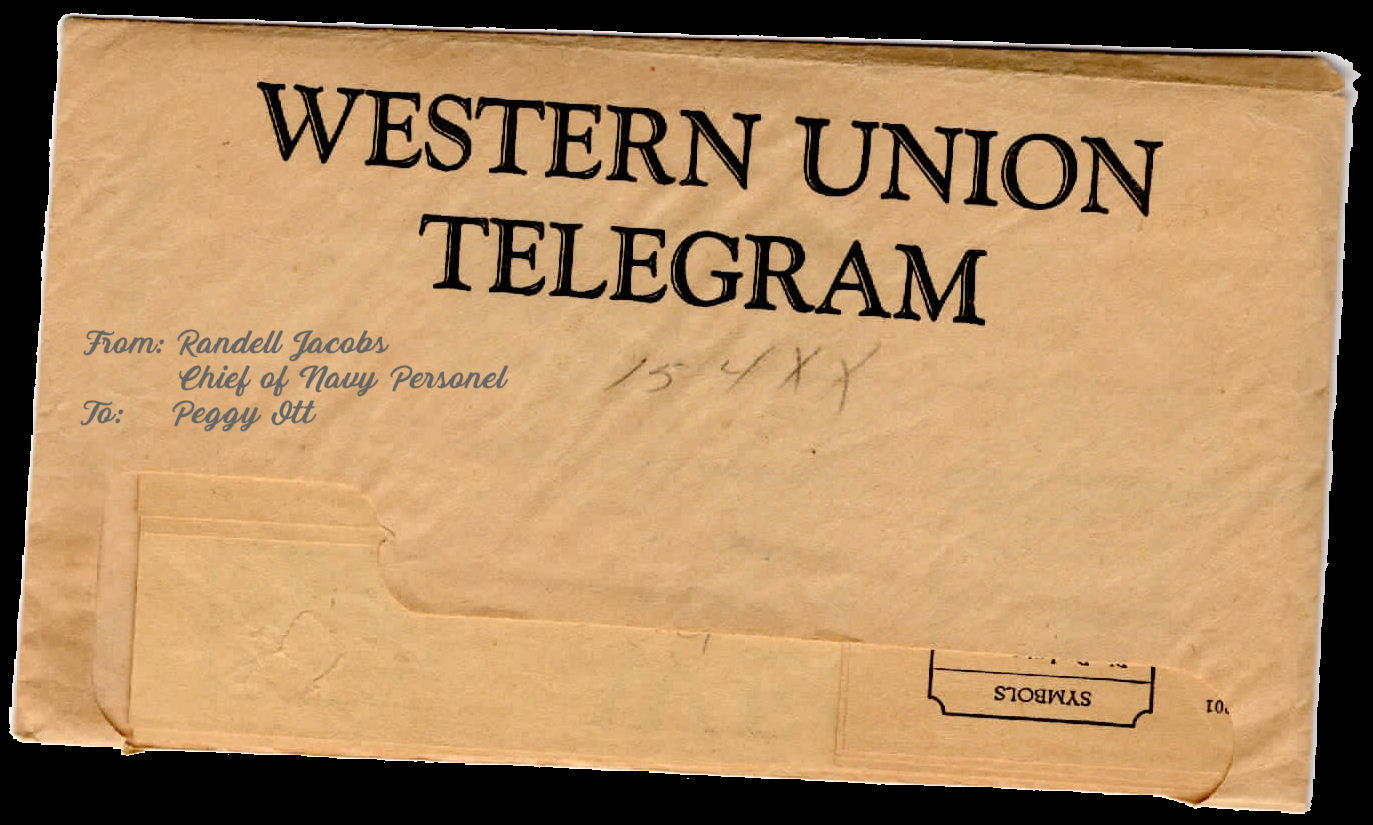 WESTERN UNION
TELEGRAM
From: Randell Jacobs
Chief of Navy Personel
To: Peggy Ott
154XX
SYMBOLS